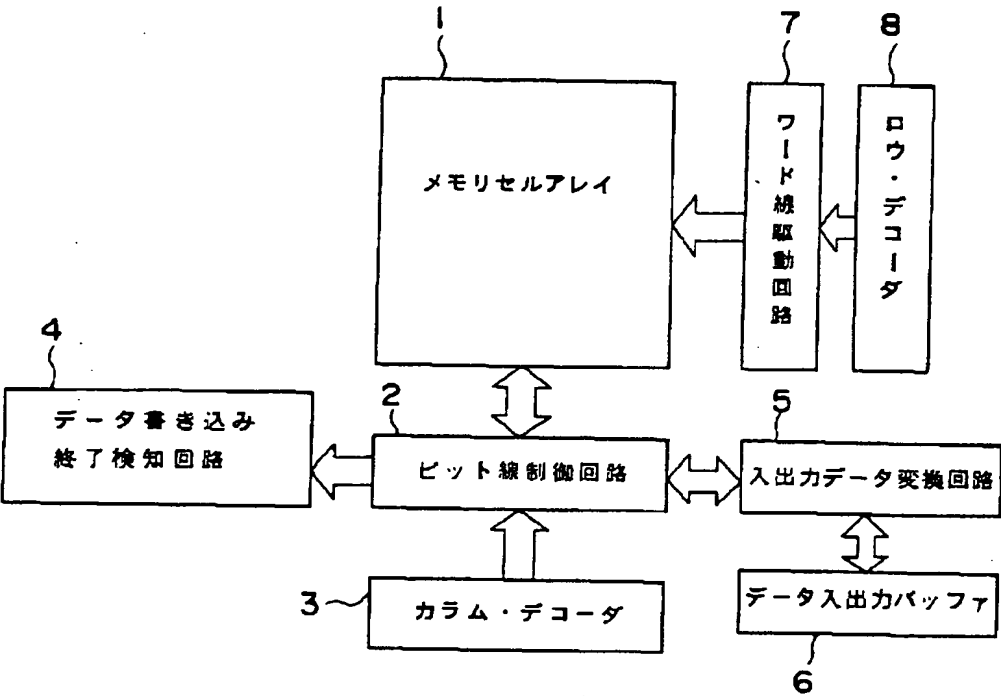 1
7
8
メモリセルアレイ
ワード線駆動回路
ロウ・デコーダ
4
データ書き込み
終了検知回路
2
ビット線制御回路
5
入出力データ変換回路
3
カラム・デコーダ
データ入出力バッファ
6